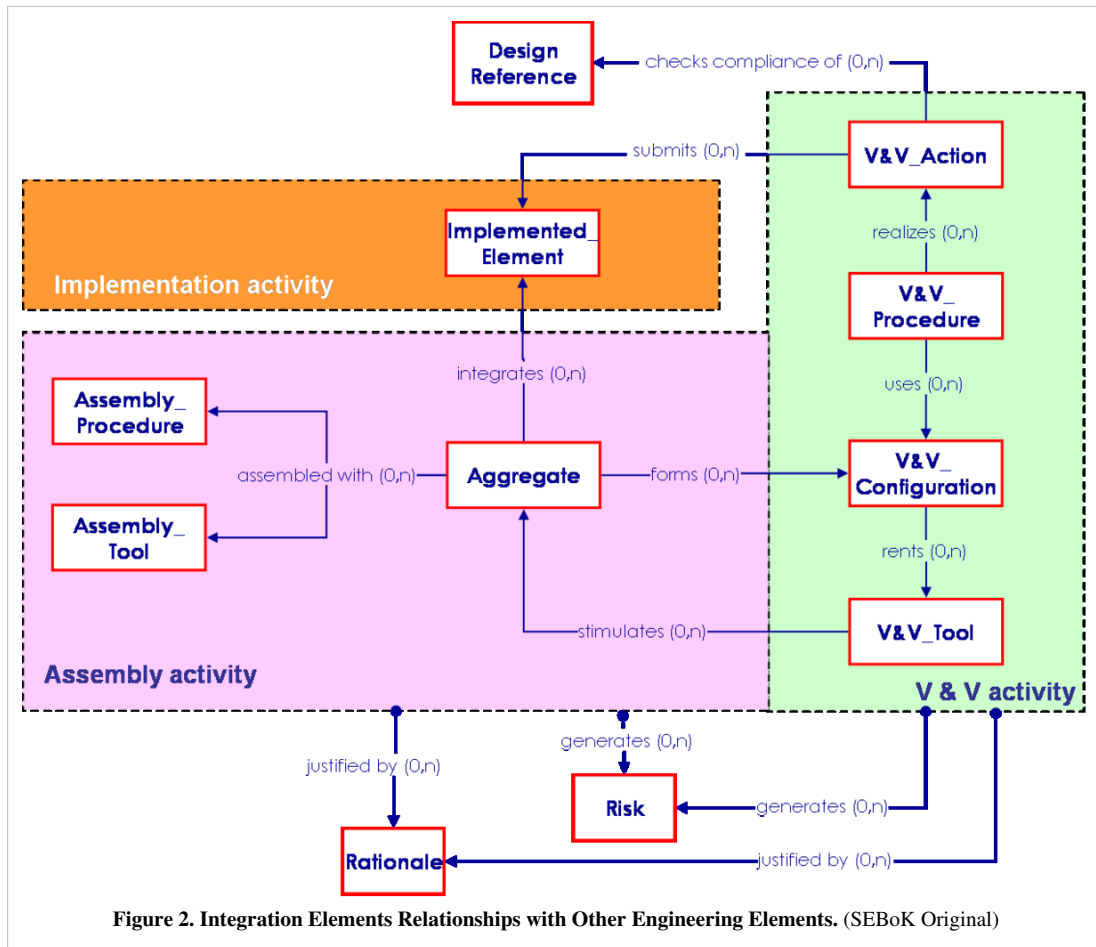 Design
Reference
checks compliance of (0,n)
V&V_Action
submits (0,n)
Implemented_
Element
realizes (0,n)
Implementation activity
V&V_
Procedure
integrates (0,n)
uses (0,n)
Assembly_
Procedure
assembled with (0,n)
Aggregate
forms (0,n)
V&V_
Configuration
Assembly_
Tool
rents (0,n)
stimulates (0,n)
V&V_Tool
Assembly activity
V & V activity
generates (0,n)
justified by (0,n)
Risk
generates (0,n)
Rationale
justified by (0,n)
Figure 2. Integration Elements Relationships with Other Engineering Elements. (SEBoK Original)